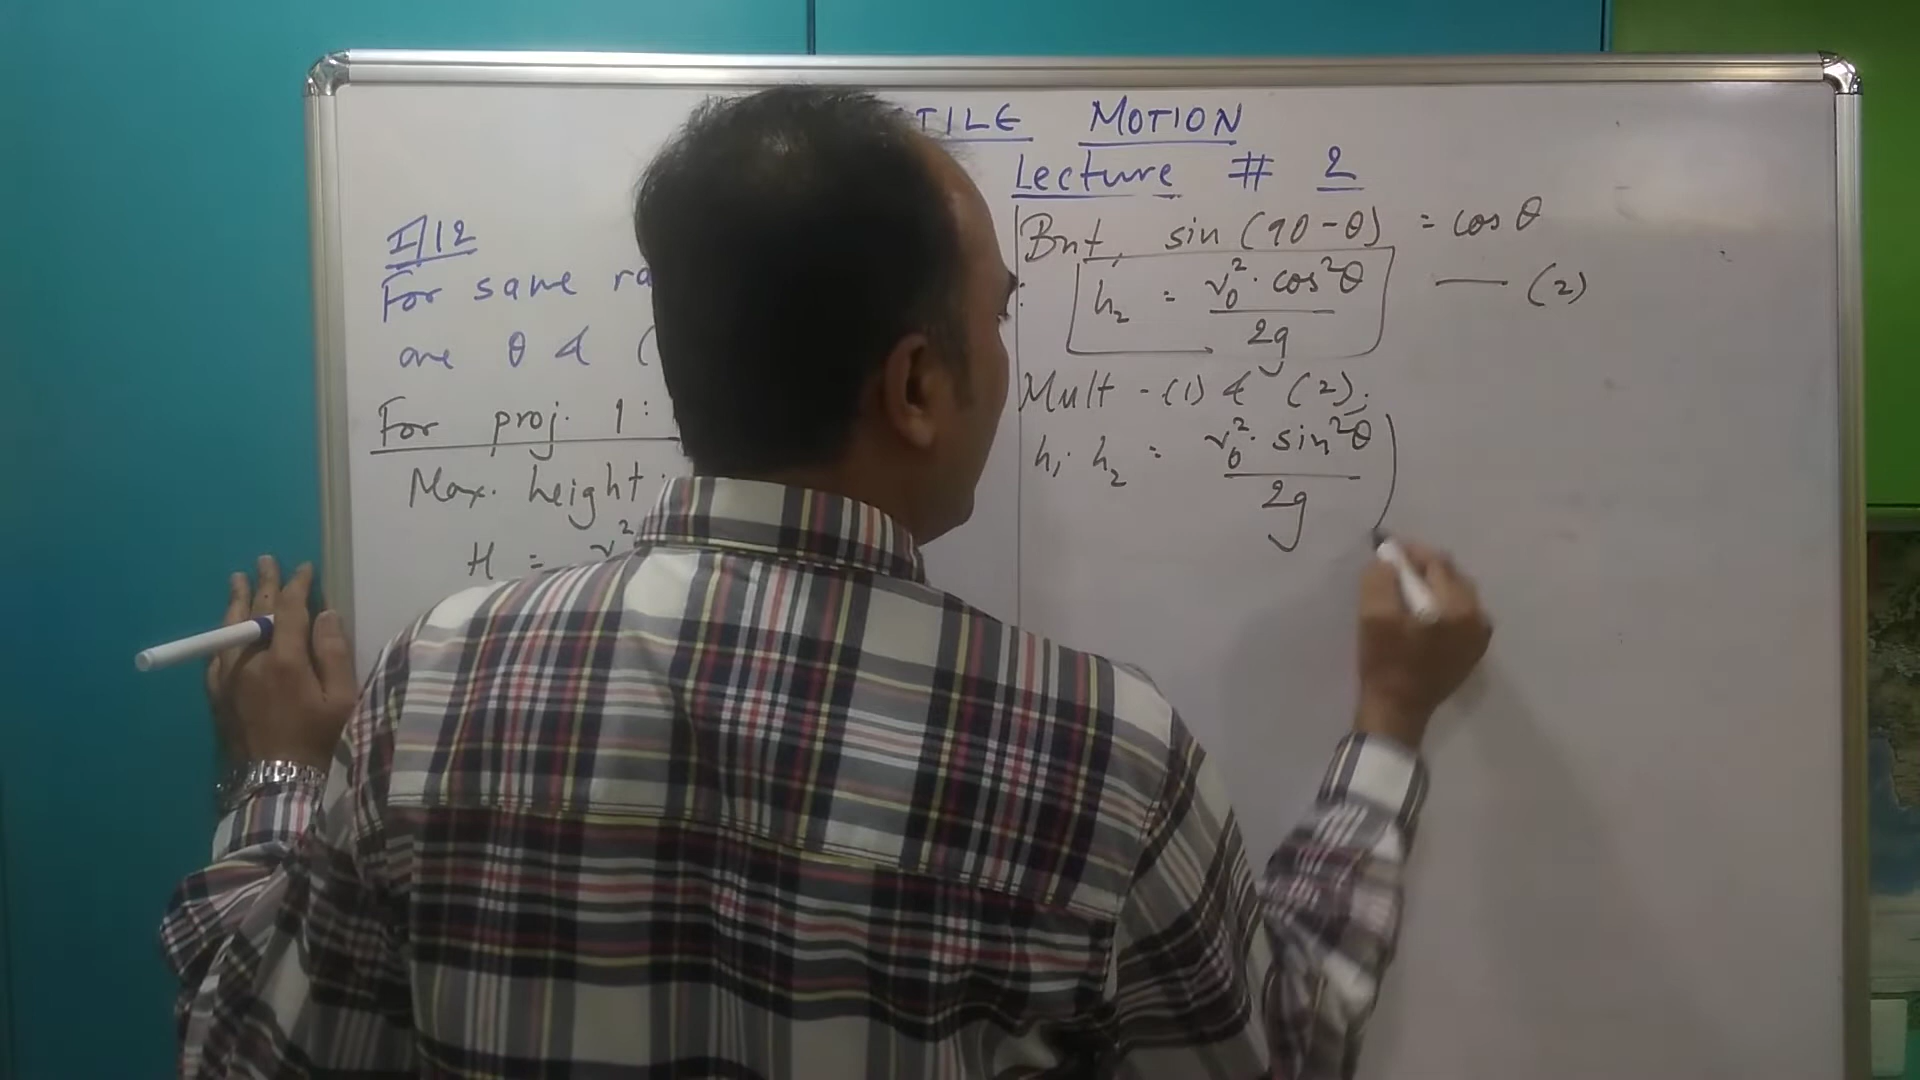 TILE MOTION
Lecture # 2
I/12
For same ra
are θ & (
For proj. 1:
Max. height:
H = v²
But, sin (90-θ) = cos θ
: h₂ = v₀² · cos²θ / 2g — (2)
Mult - (1) & (2);
h₁ · h₂ = v₀² · sin²θ / 2g )